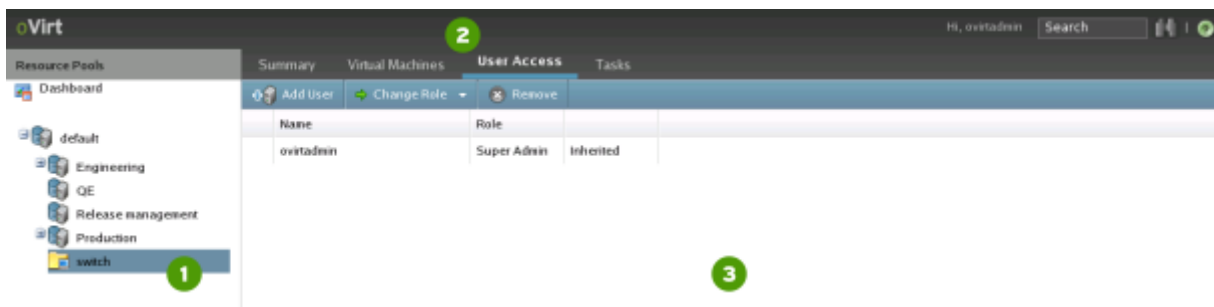 oVirt
Hi, ovirtadmin Search
2
Resource Pools
Summary Virtual Machines User Access Tasks
Dashboard
Add User Change Role Remove
Name Role
default
ovirtadmin Super Admin Inherited
Engineering
QE
Release management
Production
switch
1
3